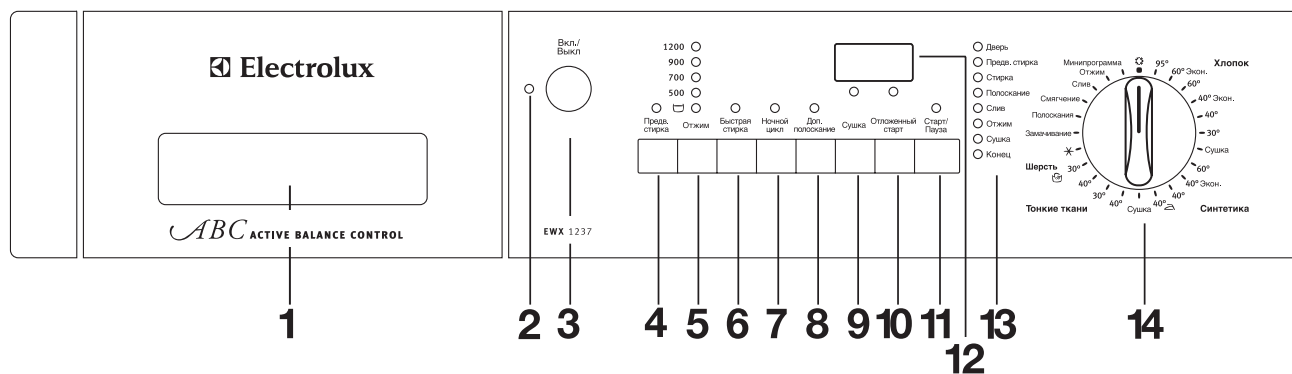 Electrolux
ABC ACTIVE BALANCE CONTROL
Вкл./
Выкл
EWX 1237
1200
900
700
500
Предв.
стирка
Отжим
Быстрая
стирка
Ночной
цикл
Доп.
полоскание
Сушка
Отложенный
старт
Старт/
Пауза
Дверь
Предв. стирка
Стирка
Полоскание
Слив
Отжим
Сушка
Конец
Минипрограмма
Отжим
Слив
Смягчение
Полоскания
Замачивание
Шерсть
30°
40°
Тонкие ткани
30°
40°
Хлопок
95°
60° Экон.
60°
40° Экон.
40°
30°
Сушка
60°
40° Экон.
40°
40°
Сушка
Синтетика
1
2
3
4
5
6
7
8
9
10
11
12
13
14